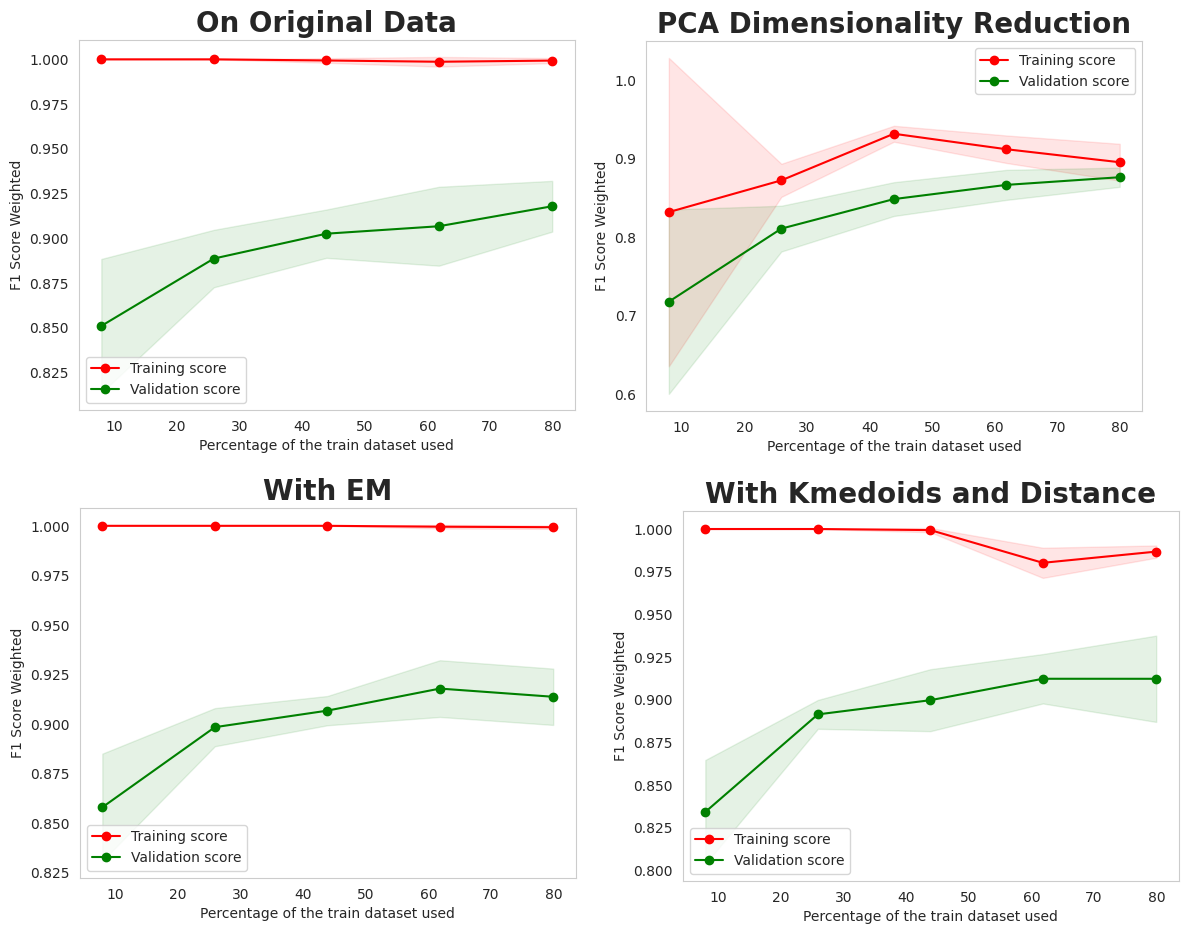 On Original Data
1.000
0.975
0.950
0.925
0.900
0.875
0.850
0.825
F1 Score Weighted
Training score
Validation score
10 20 30 40 50 60 70 80
Percentage of the train dataset used
PCA Dimensionality Reduction
1.0
0.9
0.8
0.7
0.6
F1 Score Weighted
Training score
Validation score
10 20 30 40 50 60 70 80
Percentage of the train dataset used
With EM
1.000
0.975
0.950
0.925
0.900
0.875
0.850
0.825
F1 Score Weighted
Training score
Validation score
10 20 30 40 50 60 70 80
Percentage of the train dataset used
With Kmedoids and Distance
1.000
0.975
0.950
0.925
0.900
0.875
0.850
0.825
0.800
F1 Score Weighted
Training score
Validation score
10 20 30 40 50 60 70 80
Percentage of the train dataset used